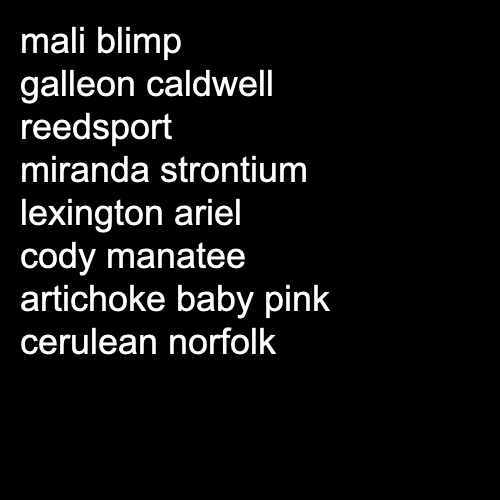 mali blimp
galleon caldwell
reedsport
miranda strontium
lexington ariel
cody manatee
artichoke baby pink
cerulean norfolk